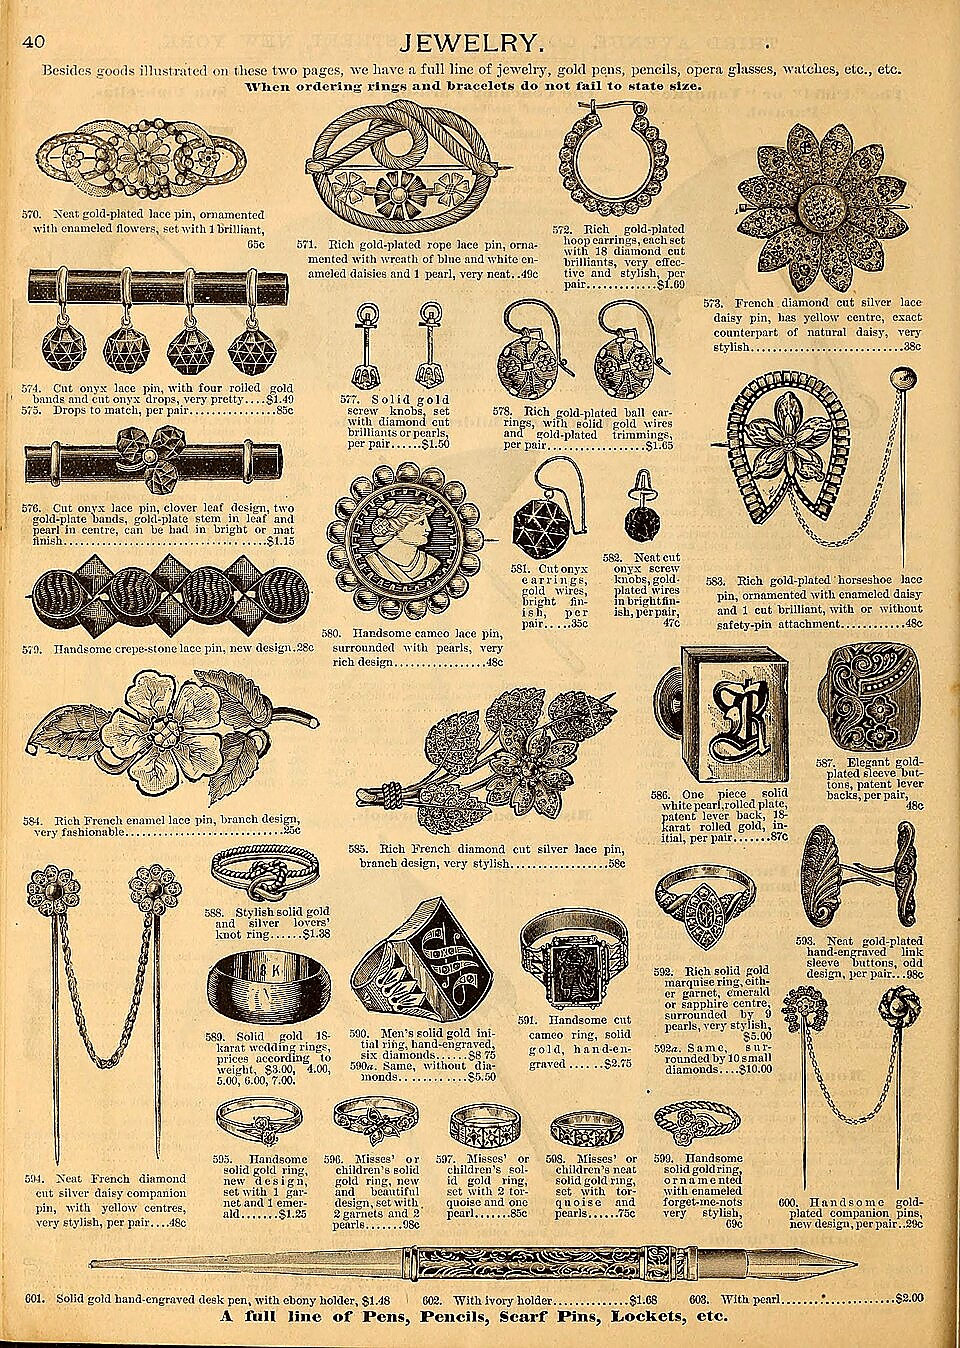 40
JEWELRY.
Besides goods illustrated on these two pages, we have a full line of jewelry, gold pens, pencils, opera glasses, watches, etc., etc.
When ordering rings and bracelets do not fail to state size.
570. Neat gold-plated lace pin, ornamented
with enameled flowers, set with 1 brilliant,
65c
571. Rich gold-plated rope lace pin, orna-
mented with wreath of blue and white en-
ameled daisies and 1 pearl, very neat..49c
572. Rich gold-plated
hoop earrings, each set
with 18 diamond cut
brilliants, very effec-
tive and stylish, per
pair.............$1.69
573. French diamond cut silver lace
daisy pin, has yellow centre, exact
counterpart of natural daisy, very
stylish............................38c
574. Cut onyx lace pin, with four rolled gold
bands and cut onyx drops, very pretty....$1.49
575. Drops to match, per pair................85c
577. Solid gold
screw knobs, set
with diamond cut
brilliants or pearls,
per pair......$1.50
578. Rich gold-plated ball ear-
rings, with solid gold wires
and gold-plated trimmings,
per pair..................$1.05
576. Cut onyx lace pin, clover leaf design, two
gold-plate bands, gold-plate stem in leaf and
pearl in centre, can be had in bright or mat
finish.....................................$1.15
579. Handsome crepe-stone lace pin, new design.28c
580. Handsome cameo lace pin,
surrounded with pearls, very
rich design.................48c
581. Cut onyx
earrings,
gold wires,
bright fin-
ish, per
pair....35c
582. Neat cut
onyx screw
knobs, gold-
plated wires
in bright fin-
ish, per pair,
47c
583. Rich gold-plated horseshoe lace
pin, ornamented with enameled daisy
and 1 cut brilliant, with or without
safety-pin attachment...........48c
584. Rich French enamel lace pin, branch design,
very fashionable............................25c
585. Rich French diamond cut silver lace pin,
branch design, very stylish..................58c
586. One piece solid
white pearl, rolled plate,
patent lever back, 18-
karat rolled gold, in-
itial, per pair.......87c
587. Elegant gold-
plated sleeve but-
tons, patent lever
backs, per pair,
48c
588. Stylish solid gold
and silver lovers'
knot ring......$1.38
589. Solid gold 18-
karat wedding rings,
prices according to
weight, $3.00, 4.00,
5.00, 6.00, 7.00.
590. Men's solid gold ini-
tial ring, hand-engraved,
six diamonds......$8 75
590a. Same, without dia-
monds............$5.50
591. Handsome cut
cameo ring, solid
gold, hand-en-
graved......$2.75
592. Rich solid gold
marquise ring, eith-
er garnet, emerald
or sapphire centre,
surrounded by 9
pearls, very stylish,
$5.00
592a. Same, sur-
rounded by 10 small
diamonds....$10.00
593. Neat gold-plated
hand-engraved link
sleeve buttons, odd
design, per pair...98c
594. Neat French diamond
cut silver daisy companion
pin, with yellow centres,
very stylish, per pair....48c
595. Handsome
solid gold ring,
new design,
set with 1 gar-
net and 1 emer-
ald.......$1.25
596. Misses' or
children's solid
gold ring, new
and beautiful
design, set with
2 garnets and 2
pearls.......98c
597. Misses' or
children's sol-
id gold ring,
set with 2 tor-
quoise and one
pearl......85c
598. Misses' or
children's neat
solid gold ring,
set with tor-
quoise and
pearls......75c
599. Handsome
solid gold ring,
ornamented
with enameled
forget-me-nots
very stylish,
69c
600. Handsome gold-
plated companion pins,
new design, per pair..29c
601. Solid gold hand-engraved desk pen, with ebony holder, $1.48 602. With ivory holder..............$1.68 603. With pearl....................$2.00
A full line of Pens, Pencils, Scarf Pins, Lockets, etc.